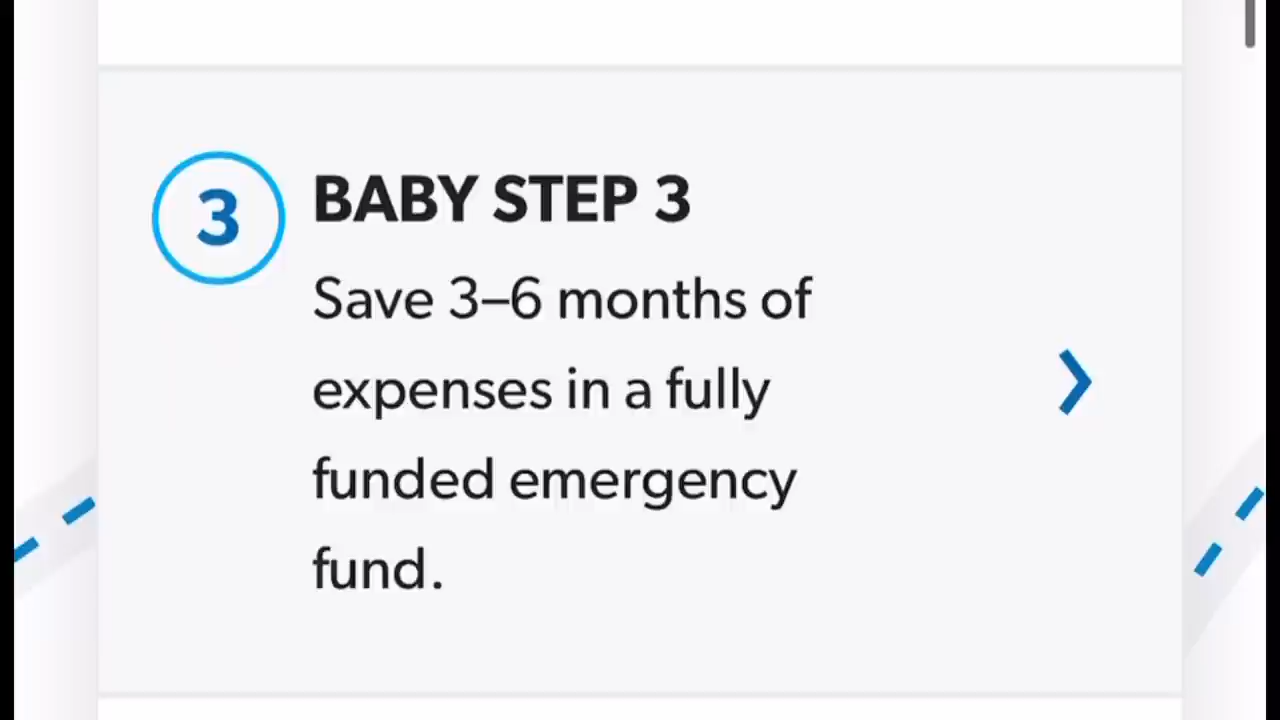 3
BABY STEP 3
Save 3–6 months of
expenses in a fully
funded emergency
fund.